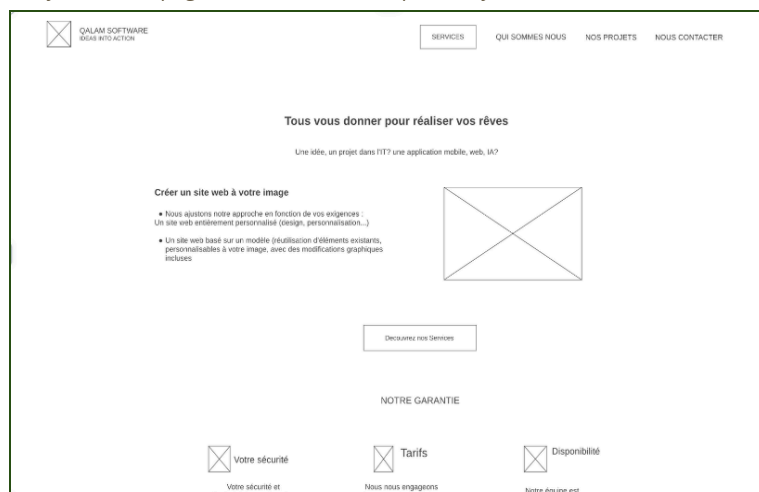 QALAM SOFTWARE
IDEAS INTO ACTION
SERVICES
QUI SOMMES NOUS
NOS PROJETS
NOUS CONTACTER
Tous vous donner pour réaliser vos rêves
Une idée, un projet dans l'IT? une application mobile, web, IA?
Créer un site web à votre image
• Nous ajustons notre approche en fonction de vos exigences :
Un site web entièrement personnalisé (design, personnalisation...)
• Un site web basé sur un modèle (réutilisation d'éléments existants,
personnalisables à votre image, avec des modifications graphiques
incluses
Decouvrez nos Services
NOTRE GARANTIE
Votre sécurité
Tarifs
Disponibilité
Votre sécurité et
Nous nous engageons
Notre équipe est